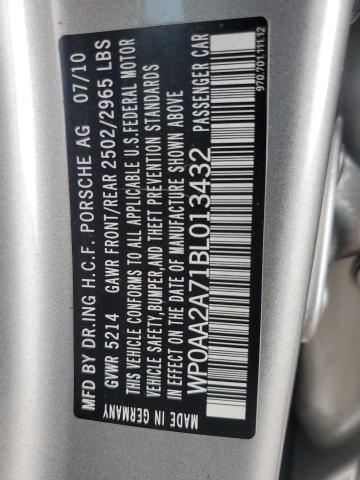 MFD BY DR.ING H.C.F. PORSCHE AG 07/10
GVWR 5214 GAWR FRONT/REAR 2502/2965 LBS
THIS VEHICLE CONFORMS TO ALL APPLICABLE U.S.FEDERAL MOTOR
VEHICLE SAFETY,BUMPER,AND THEFT PREVENTION STANDARDS
IN EFFECT ON THE DATE OF MANUFACTURE SHOWN ABOVE
WP0AA2A71BL013432 PASSENGER CAR
MADE IN GERMANY
970.701.111.12